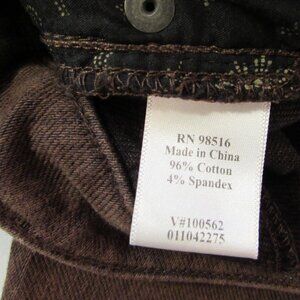 RN 98516
Made in China
96% Cotton
4% Spandex
V#100562
011042275